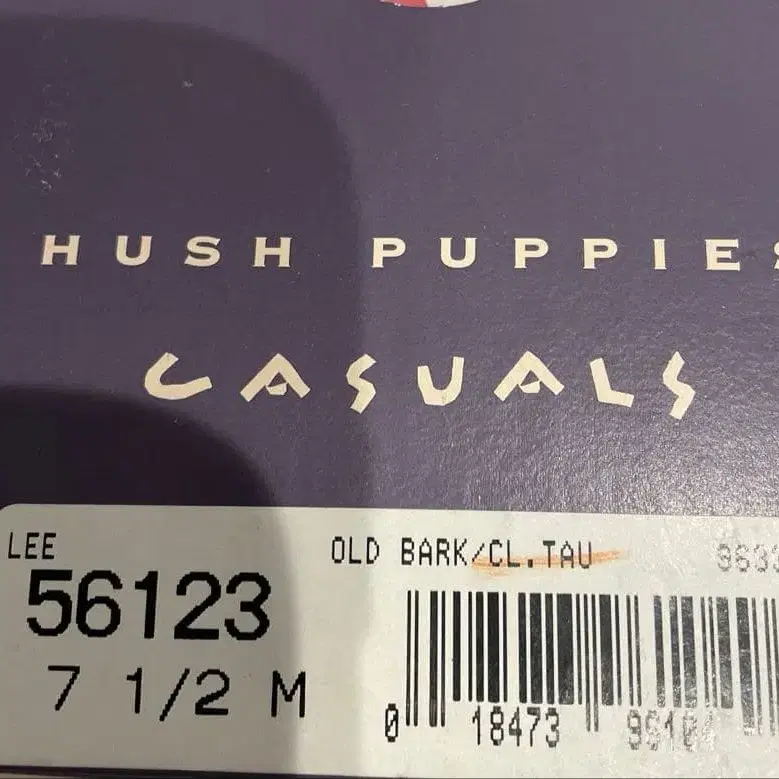 HUSH PUPPIES
CASUALS
LEE
OLD BARK/CL.TAU
56123
7 1/2 M
0 18473